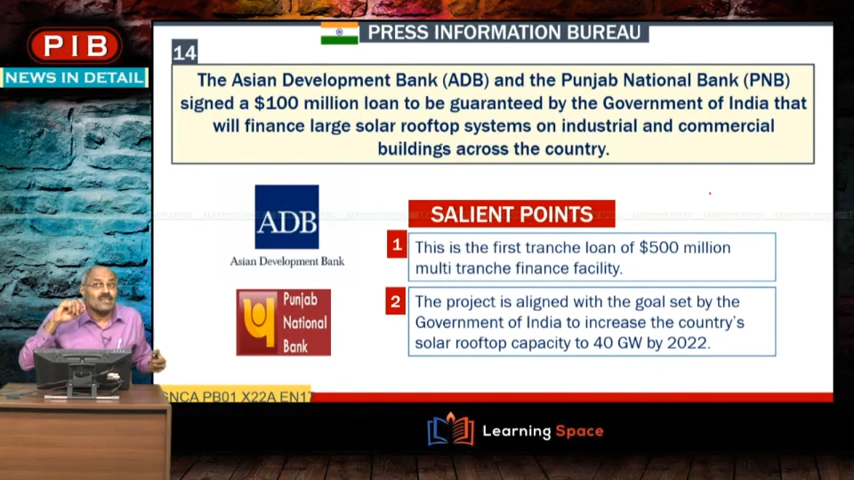 PIB
NEWS IN DETAIL
PRESS INFORMATION BUREAU
14
The Asian Development Bank (ADB) and the Punjab National Bank (PNB)
signed a $100 million loan to be guaranteed by the Government of India that
will finance large solar rooftop systems on industrial and commercial
buildings across the country.
ADB
Asian Development Bank
Punjab
National
Bank
SALIENT POINTS
1
This is the first tranche loan of $500 million
multi tranche finance facility.
2
The project is aligned with the goal set by the
Government of India to increase the country's
solar rooftop capacity to 40 GW by 2022.
SNCA PB01 X22A EN17
Learning Space